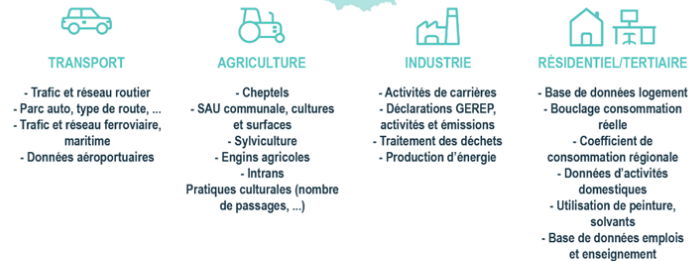 TRANSPORT
- Trafic et réseau routier
- Parc auto, type de route, ...
- Trafic et réseau ferroviaire,
maritime
- Données aéroportuaires
AGRICULTURE
- Cheptels
- SAU communale, cultures
et surfaces
- Sylviculture
- Engins agricoles
- Intrans
Pratiques culturales (nombre
de passages, ...)
INDUSTRIE
- Activités de carrières
- Déclarations GEREP,
activités et émissions
- Traitement des déchets
- Production d'énergie
RÉSIDENTIEL/TERTIAIRE
- Base de données logement
- Bouclage consommation
réelle
- Coefficient de
consommation régionale
- Données d'activités
domestiques
- Utilisation de peinture,
solvants
- Base de données emplois
et enseignement